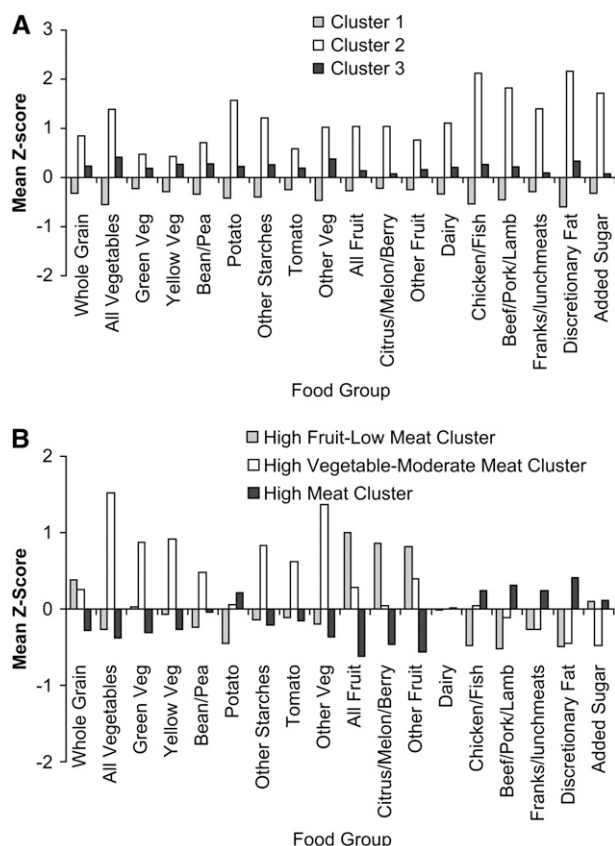 A
3
2
1
0
-1
-2
Mean Z-score
Cluster 1
Cluster 2
Cluster 3
Whole Grain
All Vegetables
Green Veg
Yellow Veg
Bean/Pea
Potato
Other Starches
Tomato
Other Veg
All Fruit
Citrus/Melon/Berry
Other Fruit
Dairy
Chicken/Fish
Beef/Pork/Lamb
Franks/lunchmeats
Discretionary Fat
Added Sugar
Food Group
B
2
1
0
-1
-2
Mean Z-Score
High Fruit-Low Meat Cluster
High Vegetable-Moderate Meat Cluster
High Meat Cluster
Whole Grain
All Vegetables
Green Veg
Yellow Veg
Bean/Pea
Potato
Other Starches
Tomato
Other Veg
All Fruit
Citrus/Melon/Berry
Other Fruit
Dairy
Chicken/Fish
Beef/Pork/Lamb
Franks/lunchmeats
Discretionary Fat
Added Sugar
Food Group